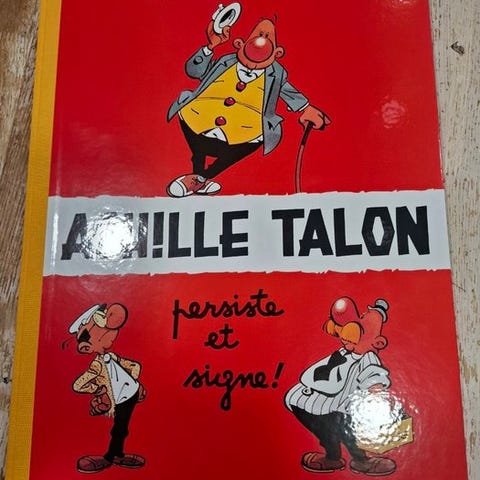 ACH!LLE TALON
persiste
et
signe!